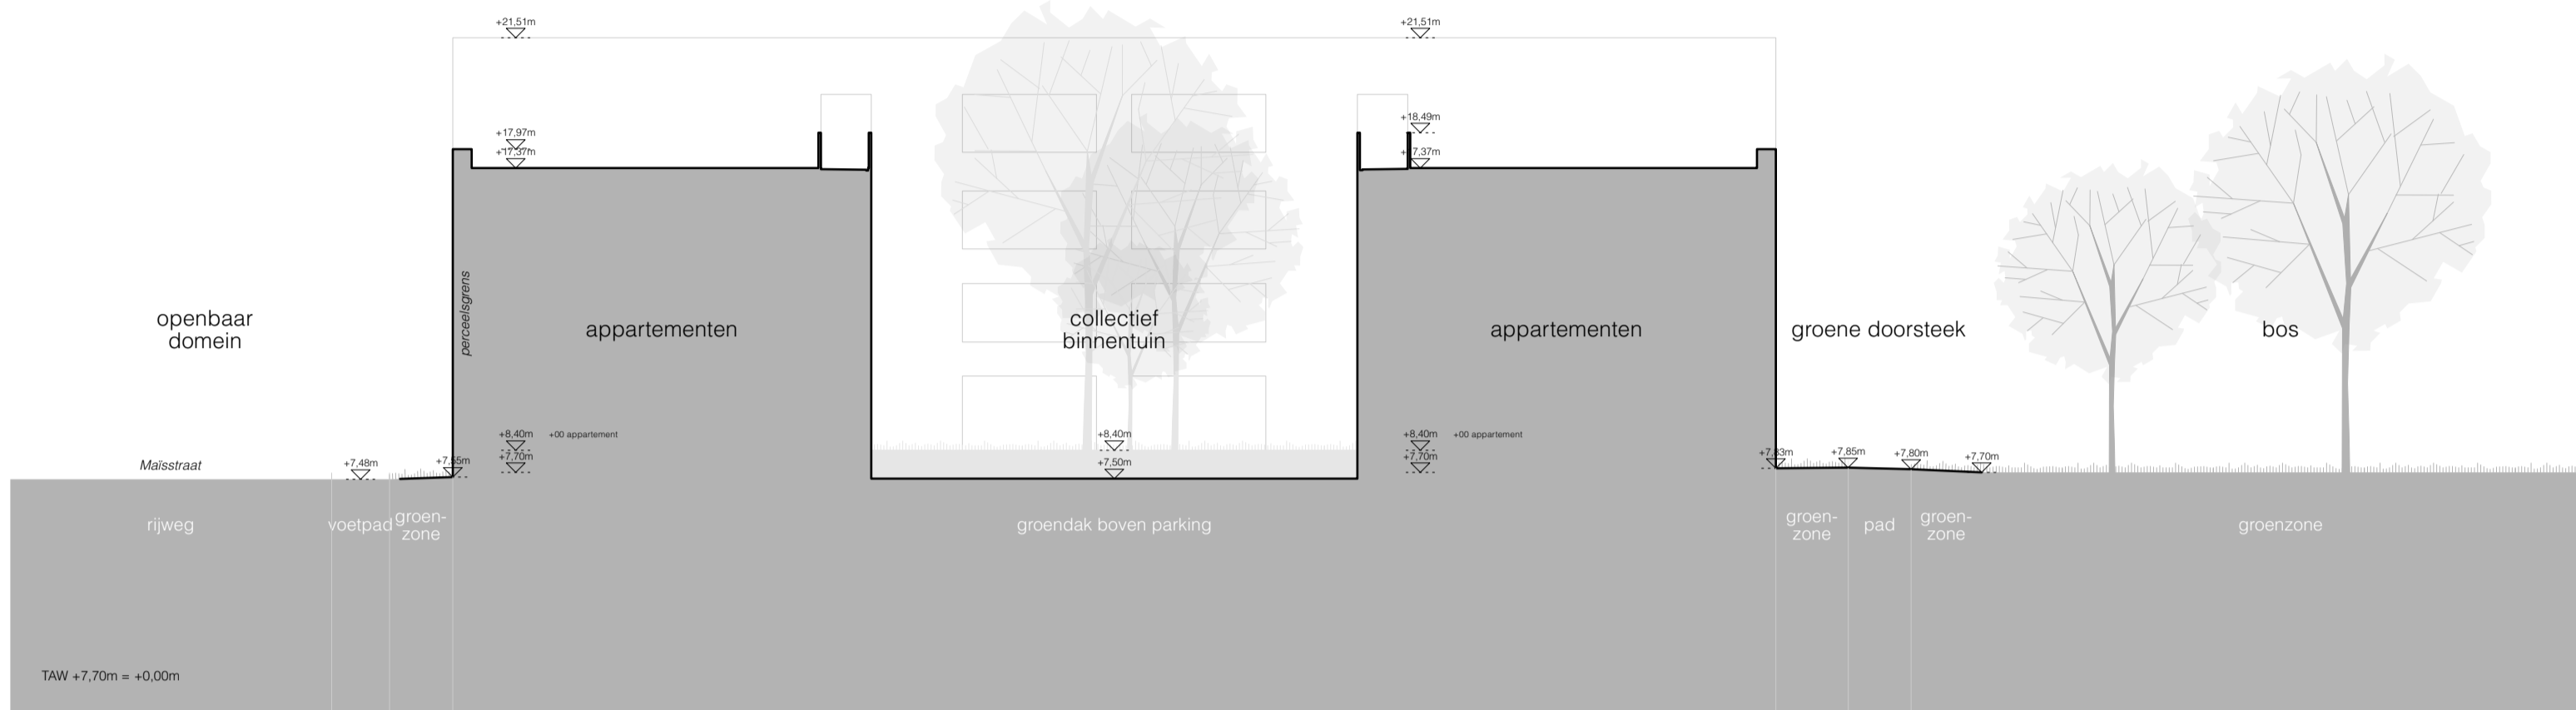 +21,51m
+21,51m
+18,49m
+17,97m
+17,37m
+17,37m
perceelsgrens
openbaar
domein
appartementen
collectief
binnentuin
appartementen
groene doorsteek
bos
+8,40m
+00 appartement
+8,40m
+8,40m
+00 appartement
Maïsstraat
+7,48m
+7,55m
+7,70m
+7,50m
+7,70m
+7,83m
+7,85m
+7,80m
+7,70m
rijweg
voetpad
groen-
zone
groendak boven parking
groen-
zone
pad
groen-
zone
groenzone
TAW +7,70m = +0,00m